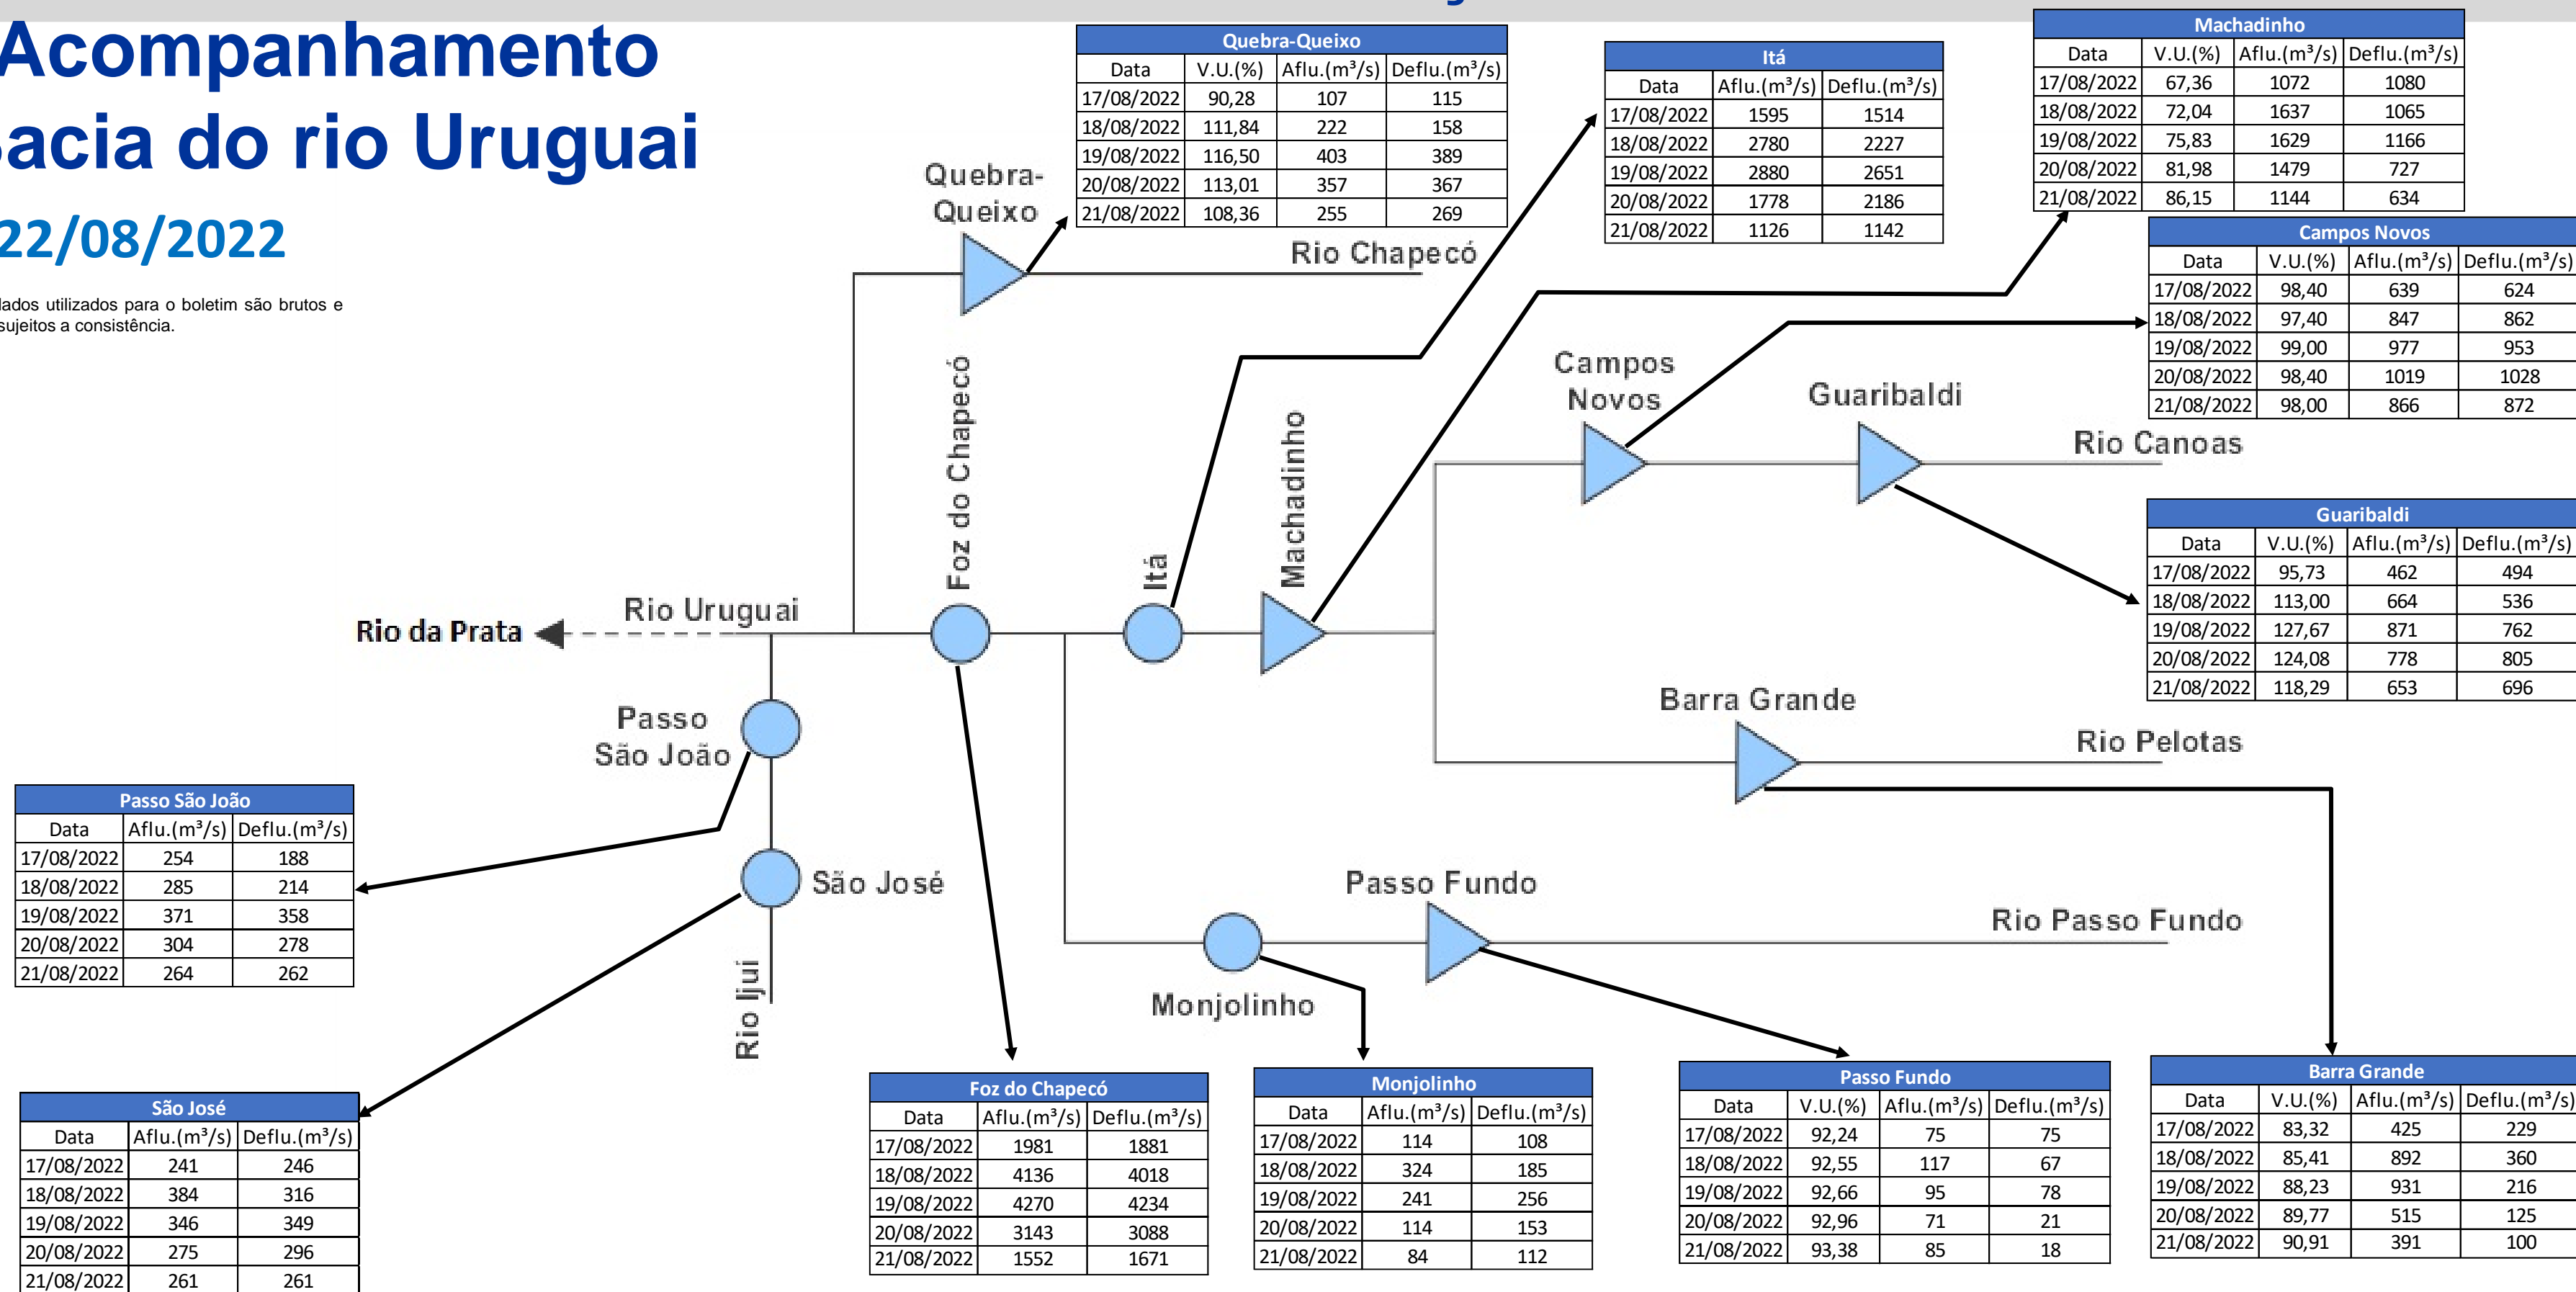 Acompanhamento
acia do rio Uruguai
22/08/2022
dados utilizados para o boletim são brutos e
sujeitos a consistência.
Quebra-Queixo
Data V.U.(%) Aflu.(m³/s) Deflu.(m³/s)
17/08/2022 90,28 107 115
18/08/2022 111,84 222 158
19/08/2022 116,50 403 389
20/08/2022 113,01 357 367
21/08/2022 108,36 255 269
Itá
Data Aflu.(m³/s) Deflu.(m³/s)
17/08/2022 1595 1514
18/08/2022 2780 2227
19/08/2022 2880 2651
20/08/2022 1778 2186
21/08/2022 1126 1142
Machadinho
Data V.U.(%) Aflu.(m³/s) Deflu.(m³/s)
17/08/2022 67,36 1072 1080
18/08/2022 72,04 1637 1065
19/08/2022 75,83 1629 1166
20/08/2022 81,98 1479 727
21/08/2022 86,15 1144 634
Campos Novos
Data V.U.(%) Aflu.(m³/s) Deflu.(m³/s)
17/08/2022 98,40 639 624
18/08/2022 97,40 847 862
19/08/2022 99,00 977 953
20/08/2022 98,40 1019 1028
21/08/2022 98,00 866 872
Guaribaldi
Data V.U.(%) Aflu.(m³/s) Deflu.(m³/s)
17/08/2022 95,73 462 494
18/08/2022 113,00 664 536
19/08/2022 127,67 871 762
20/08/2022 124,08 778 805
21/08/2022 118,29 653 696
Quebra-
Queixo
Rio Chapecó
Foz do Chapecó
Itá
Machadinho
Campos
Novos
Guaribaldi
Rio Canoas
Rio da Prata
Rio Uruguai
Barra Grande
Rio Pelotas
Passo
São João
São José
Rio Ijui
Passo Fundo
Rio Passo Fundo
Monjolinho
Passo São João
Data Aflu.(m³/s) Deflu.(m³/s)
17/08/2022 254 188
18/08/2022 285 214
19/08/2022 371 358
20/08/2022 304 278
21/08/2022 264 262
São José
Data Aflu.(m³/s) Deflu.(m³/s)
17/08/2022 241 246
18/08/2022 384 316
19/08/2022 346 349
20/08/2022 275 296
21/08/2022 261 261
Foz do Chapecó
Data Aflu.(m³/s) Deflu.(m³/s)
17/08/2022 1981 1881
18/08/2022 4136 4018
19/08/2022 4270 4234
20/08/2022 3143 3088
21/08/2022 1552 1671
Monjolinho
Data Aflu.(m³/s) Deflu.(m³/s)
17/08/2022 114 108
18/08/2022 324 185
19/08/2022 241 256
20/08/2022 114 153
21/08/2022 84 112
Passo Fundo
Data V.U.(%) Aflu.(m³/s) Deflu.(m³/s)
17/08/2022 92,24 75 75
18/08/2022 92,55 117 67
19/08/2022 92,66 95 78
20/08/2022 92,96 71 21
21/08/2022 93,38 85 18
Barra Grande
Data V.U.(%) Aflu.(m³/s) Deflu.(m³/s)
17/08/2022 83,32 425 229
18/08/2022 85,41 892 360
19/08/2022 88,23 931 216
20/08/2022 89,77 515 125
21/08/2022 90,91 391 100